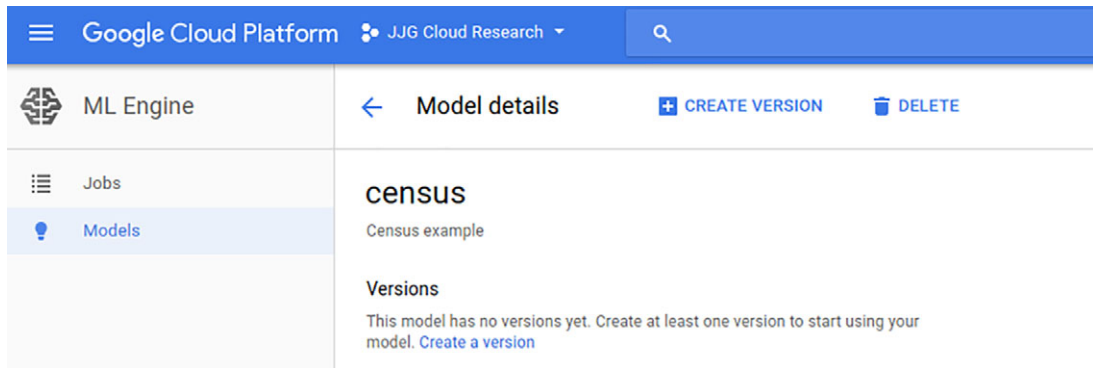 Google Cloud Platform JJG Cloud Research
ML Engine
Model details CREATE VERSION DELETE
Jobs
Models
census
Census example
Versions
This model has no versions yet. Create at least one version to start using your
model. Create a version